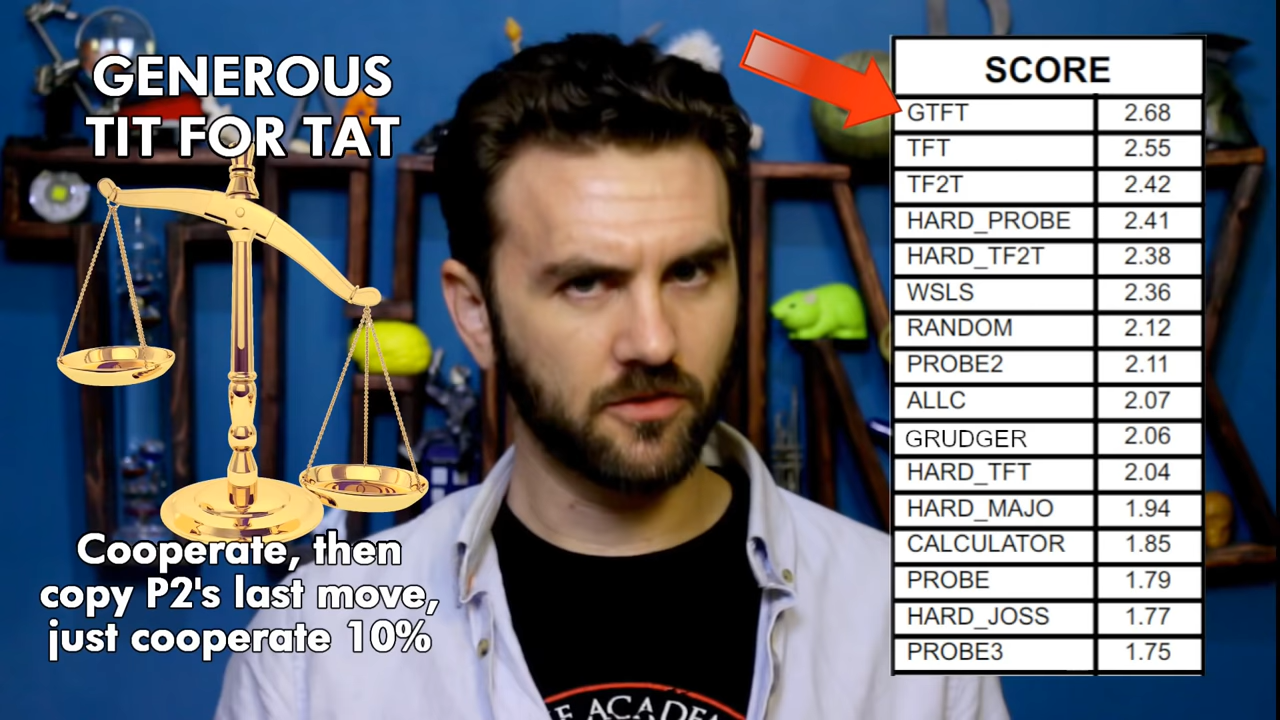 GENEROUS
TIT FOR TAT
Cooperate, then
copy P2's last move,
just cooperate 10%
SCORE
GTFT 2.68
TFT 2.55
TF2T 2.42
HARD_PROBE 2.41
HARD_TF2T 2.38
WSLS 2.36
RANDOM 2.12
PROBE2 2.11
ALLC 2.07
GRUDGER 2.06
HARD_TFT 2.04
HARD_MAJO 1.94
CALCULATOR 1.85
PROBE 1.79
HARD_JOSS 1.77
PROBE3 1.75